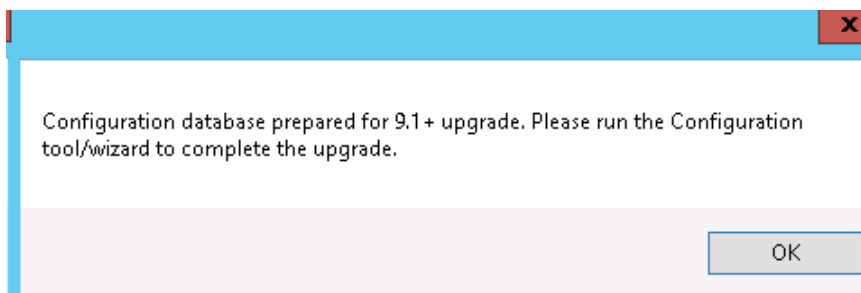 x
Configuration database prepared for 9.1+ upgrade. Please run the Configuration
tool/wizard to complete the upgrade.
OK